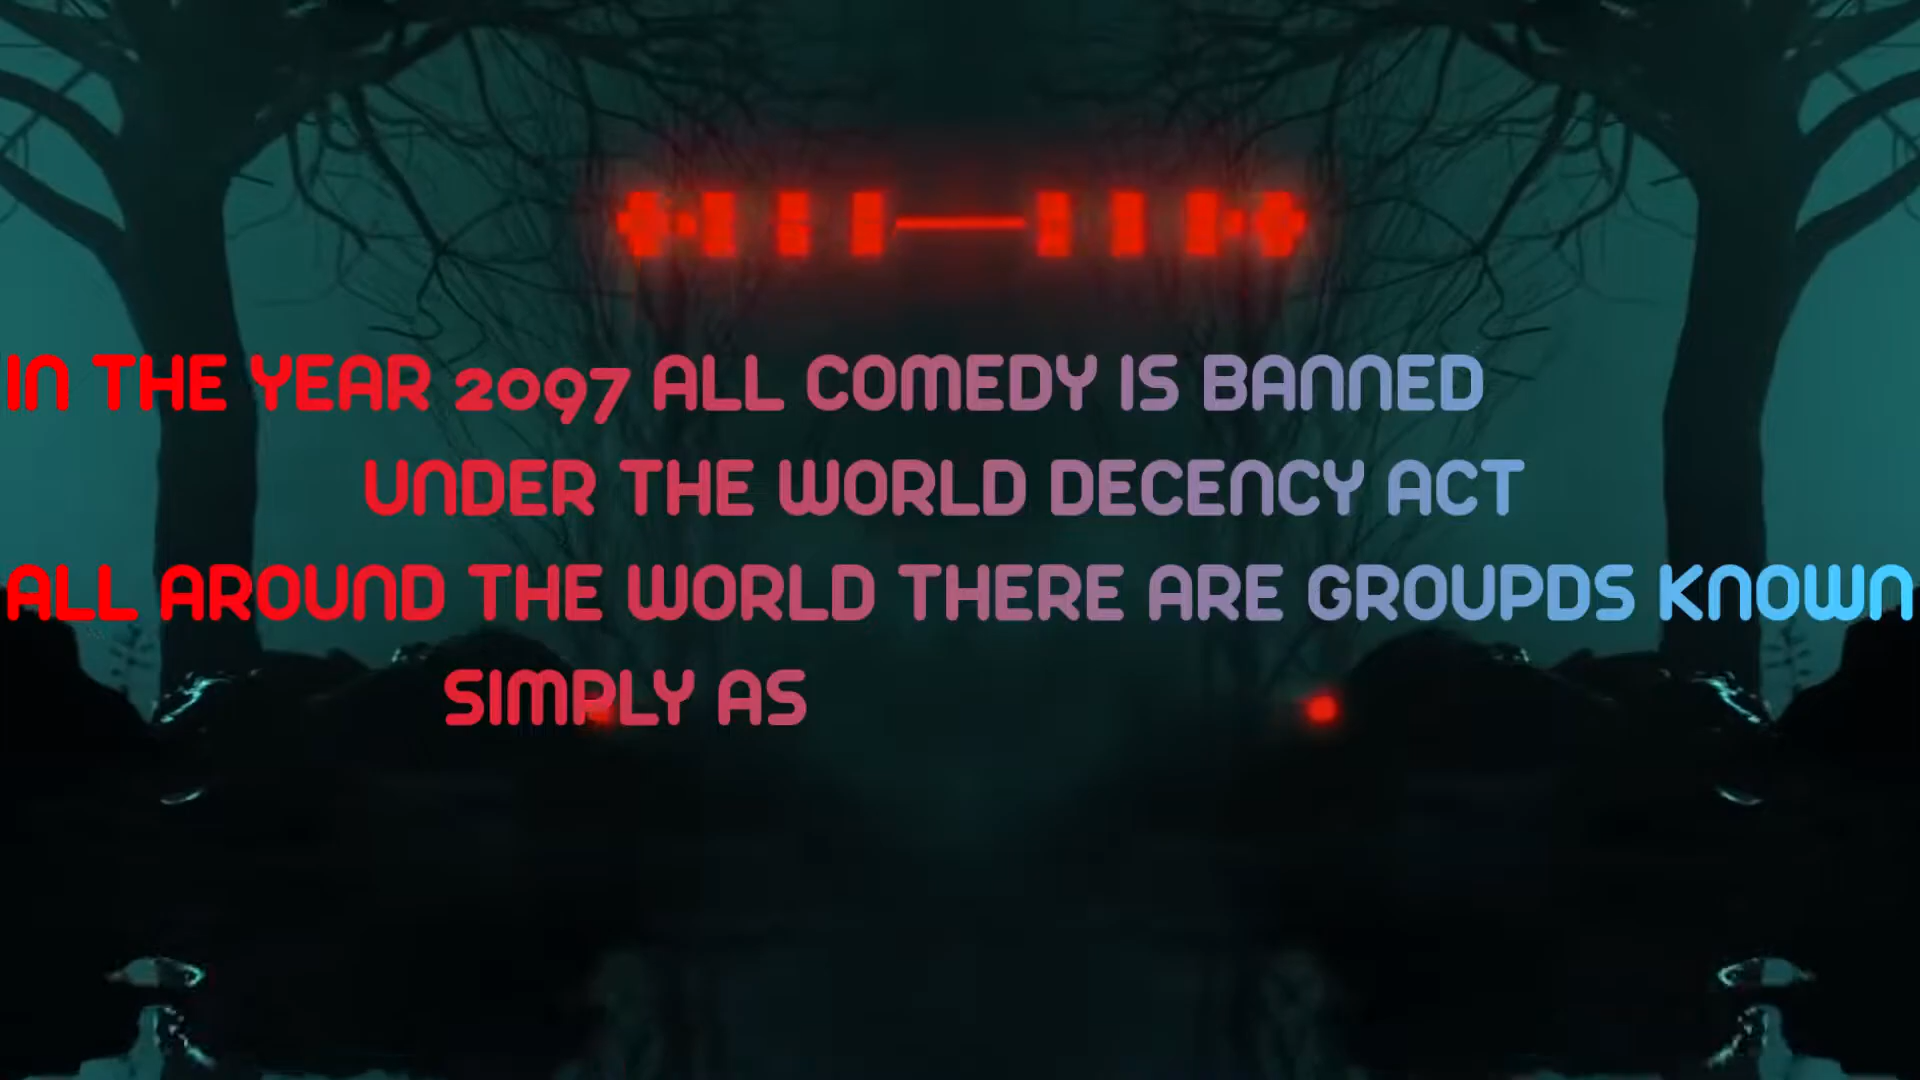 IN THE YEAR 2097 ALL COMEDY IS BANNED
UNDER THE WORLD DECENCY ACT
ALL AROUND THE WORLD THERE ARE GROUPDS KNOWN
SIMPLY AS